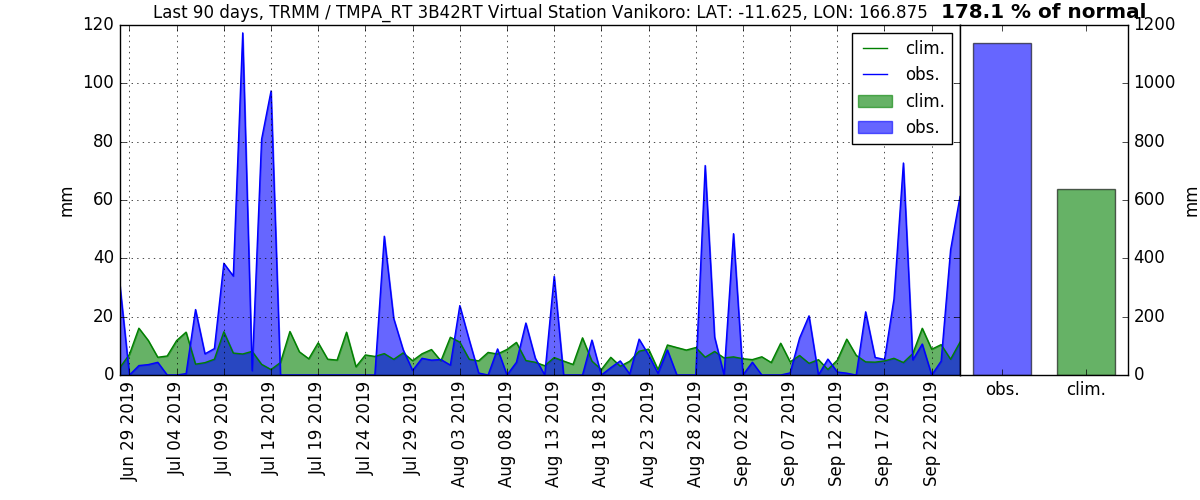 Last 90 days, TRMM / TMPA_RT 3B42RT Virtual Station Vanikoro: LAT: -11.625, LON: 166.875 178.1 % of normal
120
100
80
60
40
20
0
mm
clim.
obs.
clim.
obs.
Jun 29 2019
Jul 04 2019
Jul 09 2019
Jul 14 2019
Jul 19 2019
Jul 24 2019
Jul 29 2019
Aug 03 2019
Aug 08 2019
Aug 13 2019
Aug 18 2019
Aug 23 2019
Aug 28 2019
Sep 02 2019
Sep 07 2019
Sep 12 2019
Sep 17 2019
Sep 22 2019
1200
1000
800
600
400
200
0
mm
obs.
clim.